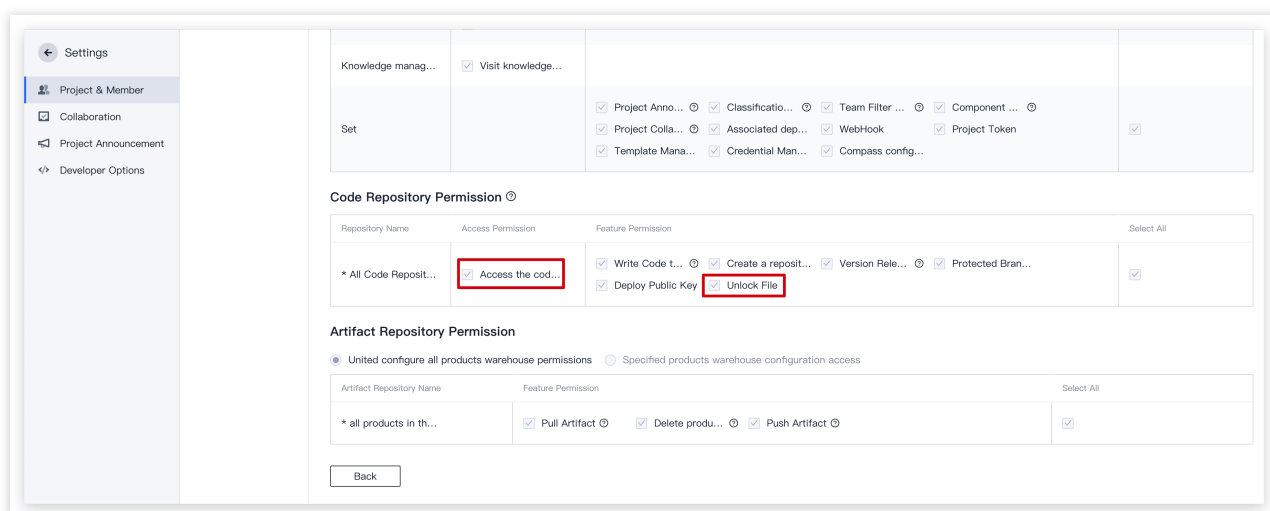 Settings
Project & Member
Collaboration
Project Announcement
Developer Options
Knowledge manag... Visit knowledge...
Set
Project Anno... Classificatio... Team Filter ... Component ...
Project Colla... Associated dep... WebHook Project Token
Template Mana... Credential Man... Compass config...
Code Repository Permission
Repository Name Access Permission Feature Permission Select All
* All Code Reposit... Access the cod...
Write Code t... Create a reposit... Version Rele... Protected Bran...
Deploy Public Key Unlock File
Artifact Repository Permission
United configure all products warehouse permissions Specified products warehouse configuration access
Artifact Repository Name Feature Permission Select All
* all products in th... Pull Artifact Delete produ... Push Artifact
Back